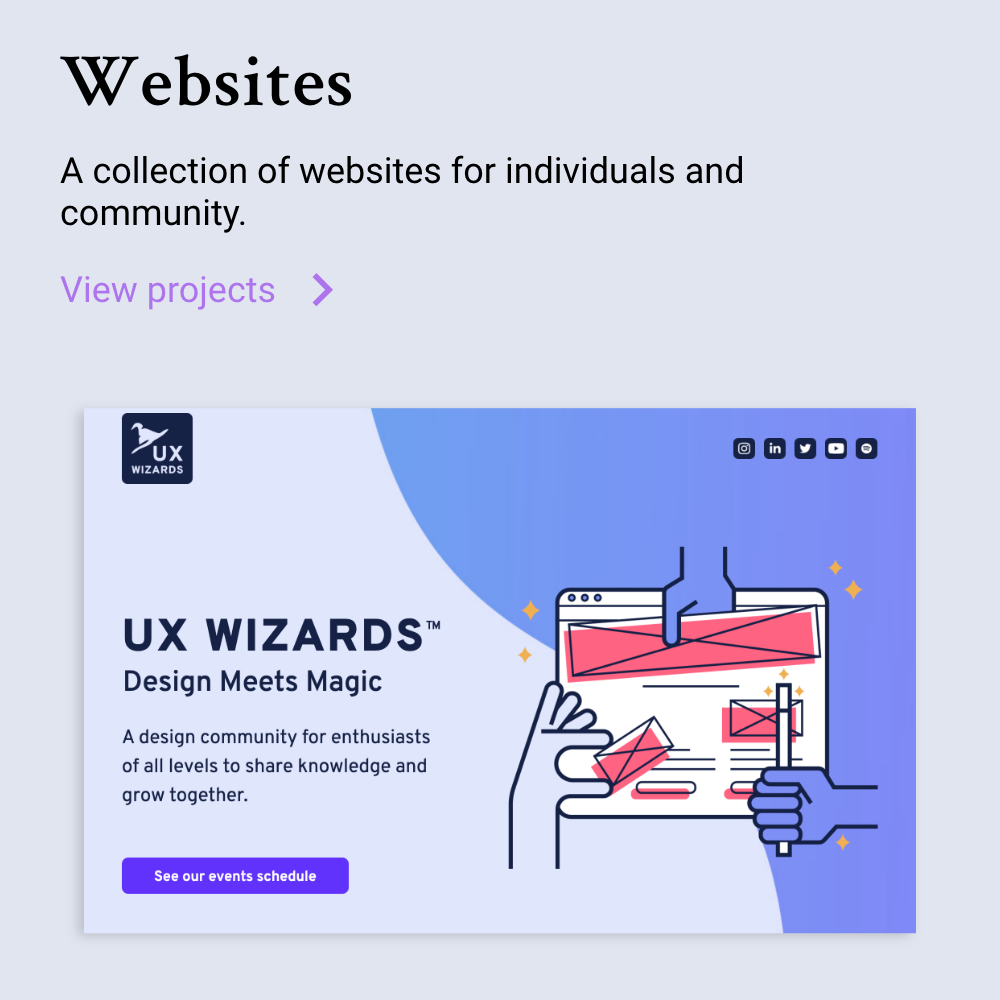 Websites
A collection of websites for individuals and
community.
View projects
UX
WIZARDS
in
UX WIZARDS™
Design Meets Magic
A design community for enthusiasts
of all levels to share knowledge and
grow together.
See our events schedule